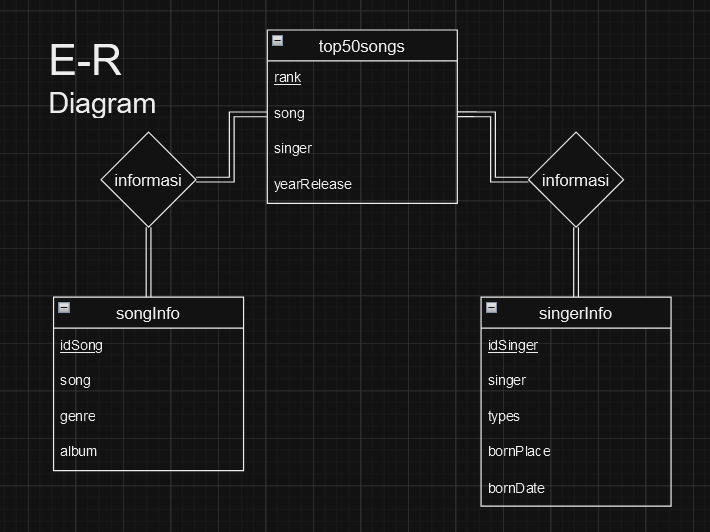 E-R
Diagram
top50songs
rank
song
singer
yearRelease
informasi
informasi
songInfo
idSong
song
genre
album
singerInfo
idSinger
singer
types
bornPlace
bornDate